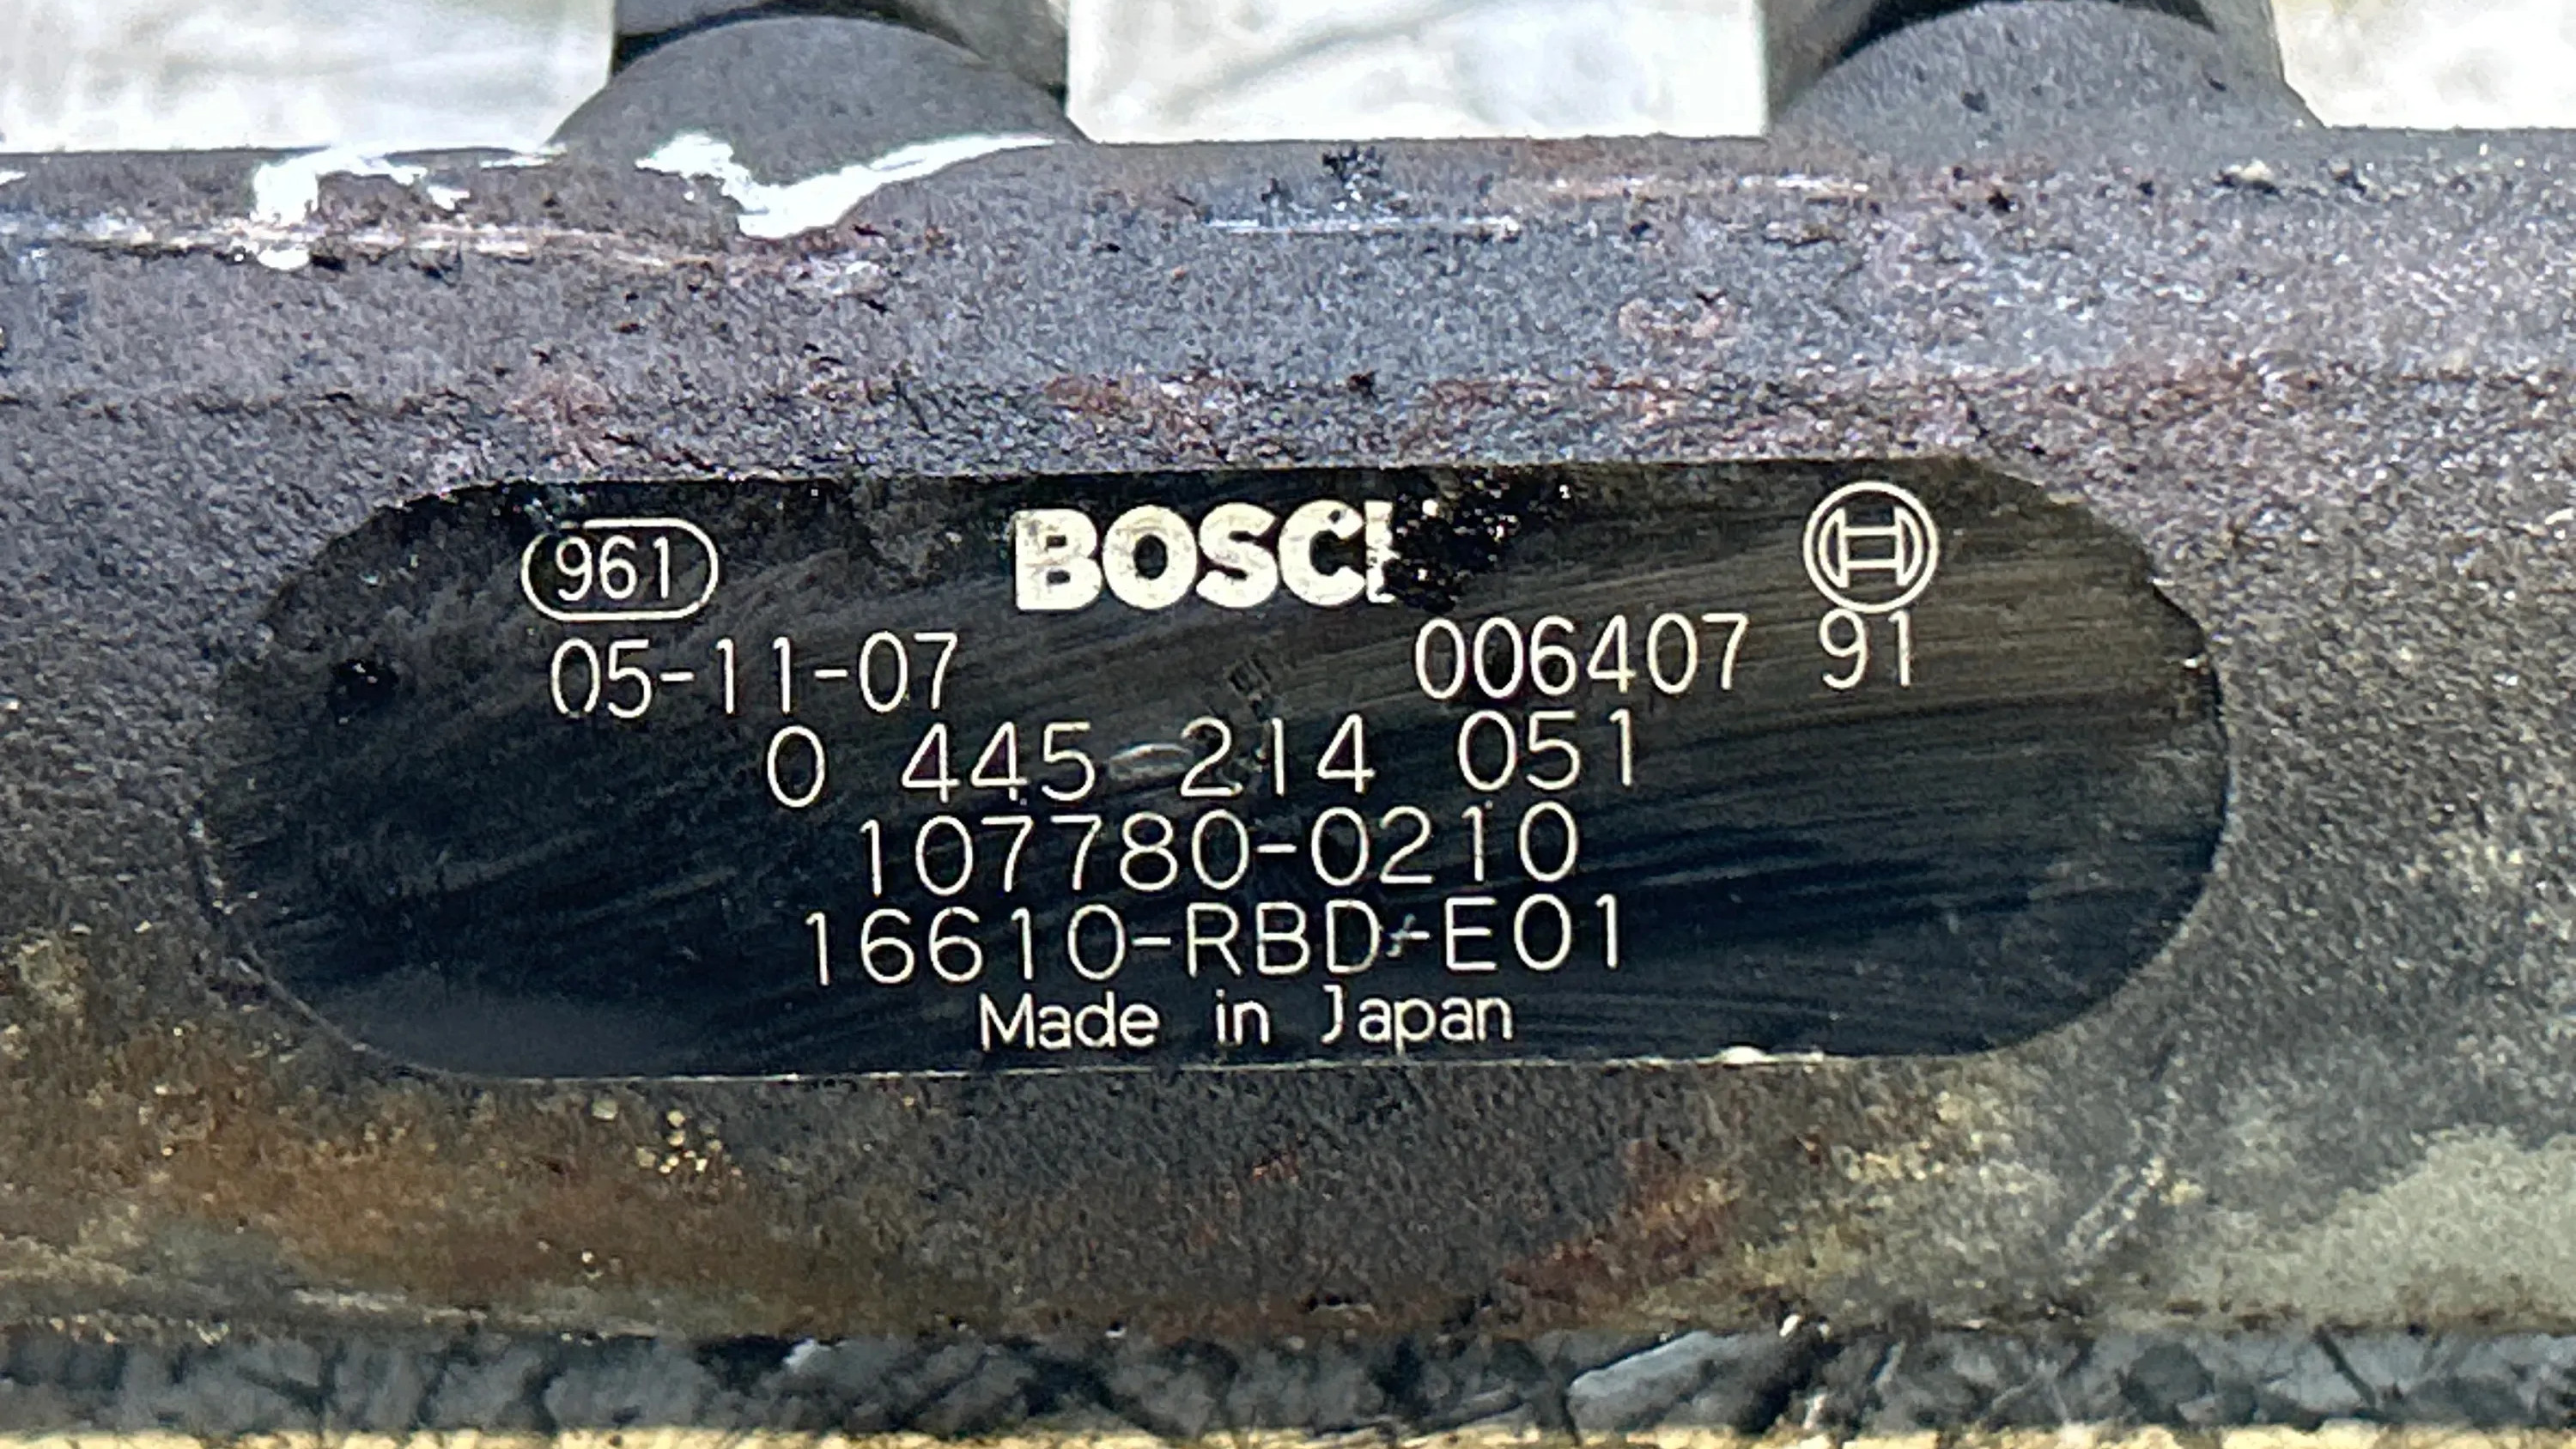 961 BOSCH
05-11-07 006407 91
0 445 214 051
107780-0210
16610-RBD-E01
Made in Japan